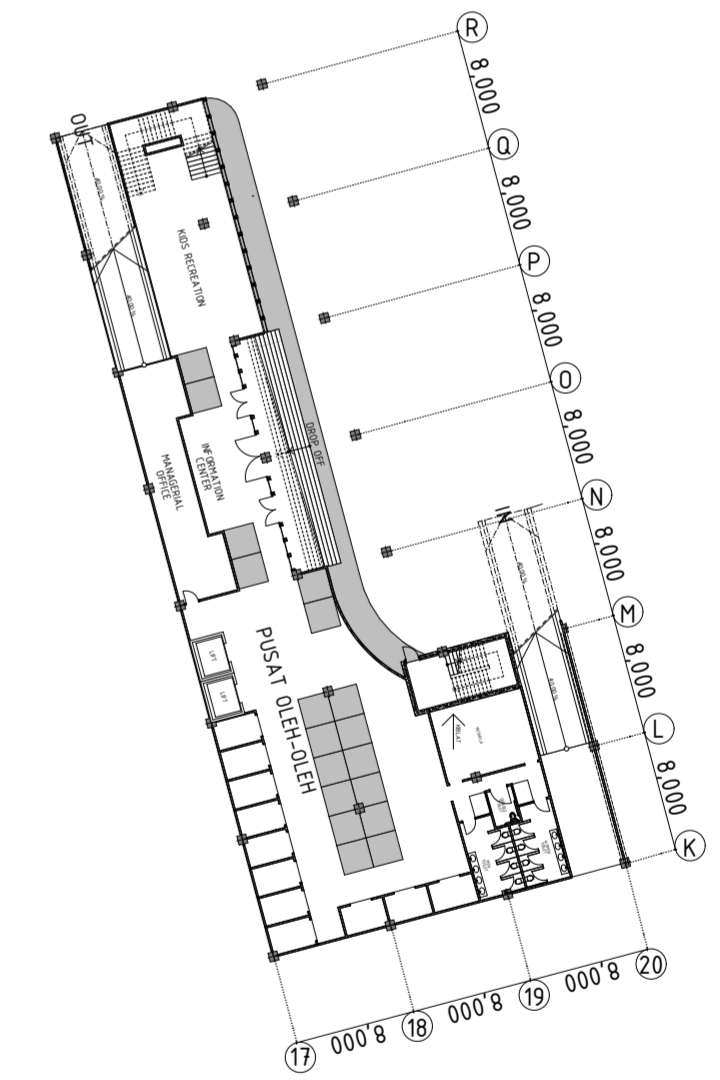 R
8,000
Q
8,000
P
8,000
O
8,000
N
8,000
M
8,000
L
8,000
K
OUT
KIDS RECREATION
DROP OFF
INFORMATION
CENTER
MANAGERIAL
OFFICE
IN
LIFT
LIFT
PUSAT OLEH-OLEH
KIBLAT
17
8,000
18
8,000
19
8,000
20